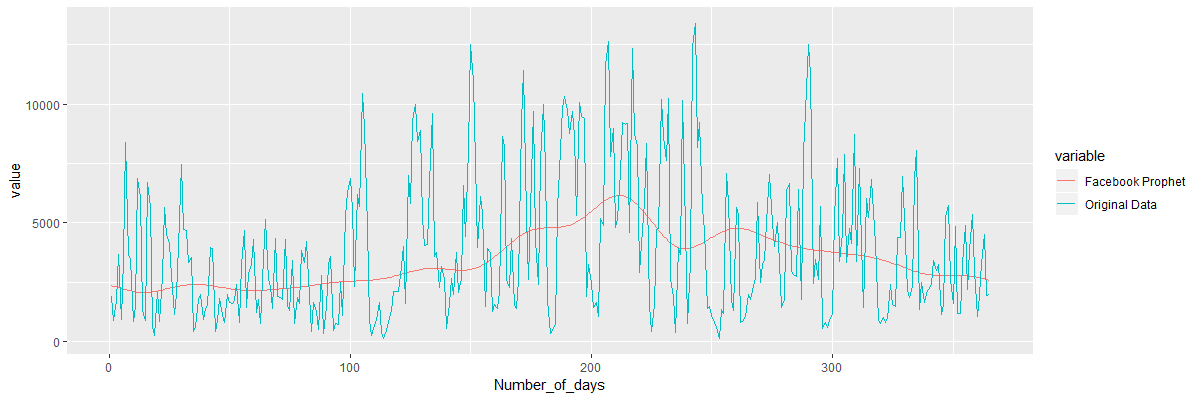 value
10000
5000
0
0
100
200
300
Number_of_days
variable
Facebook Prophet
Original Data